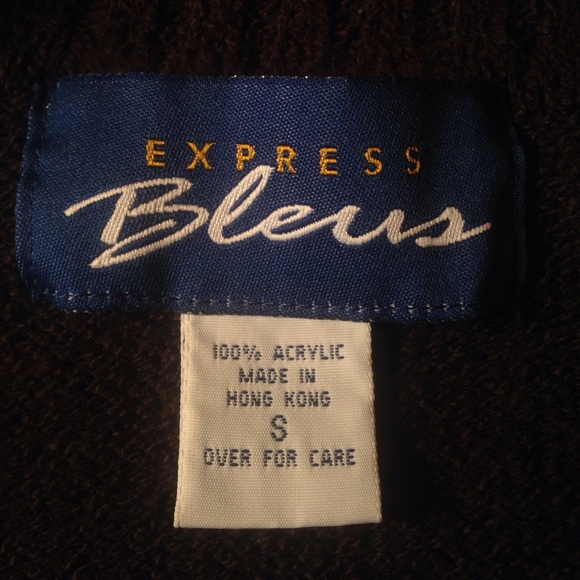 EXPRESS
Bleus
100% ACRYLIC
MADE IN
HONG KONG
S
OVER FOR CARE